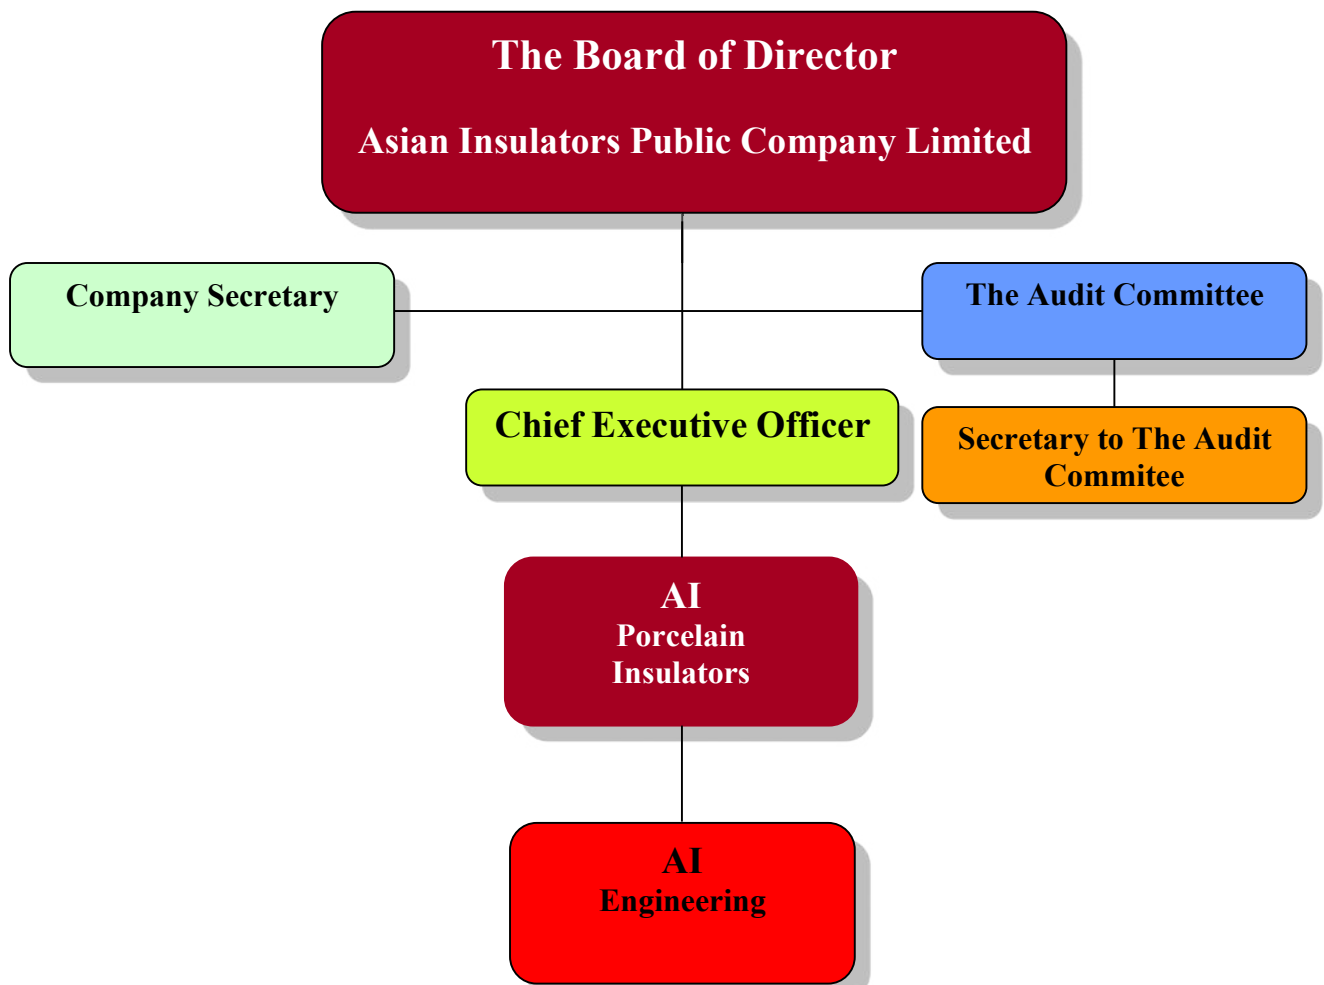 The Board of Director
Asian Insulators Public Company Limited
Company Secretary
The Audit Committee
Chief Executive Officer
Secretary to The Audit
Commitee
AI
Porcelain
Insulators
AI
Engineering